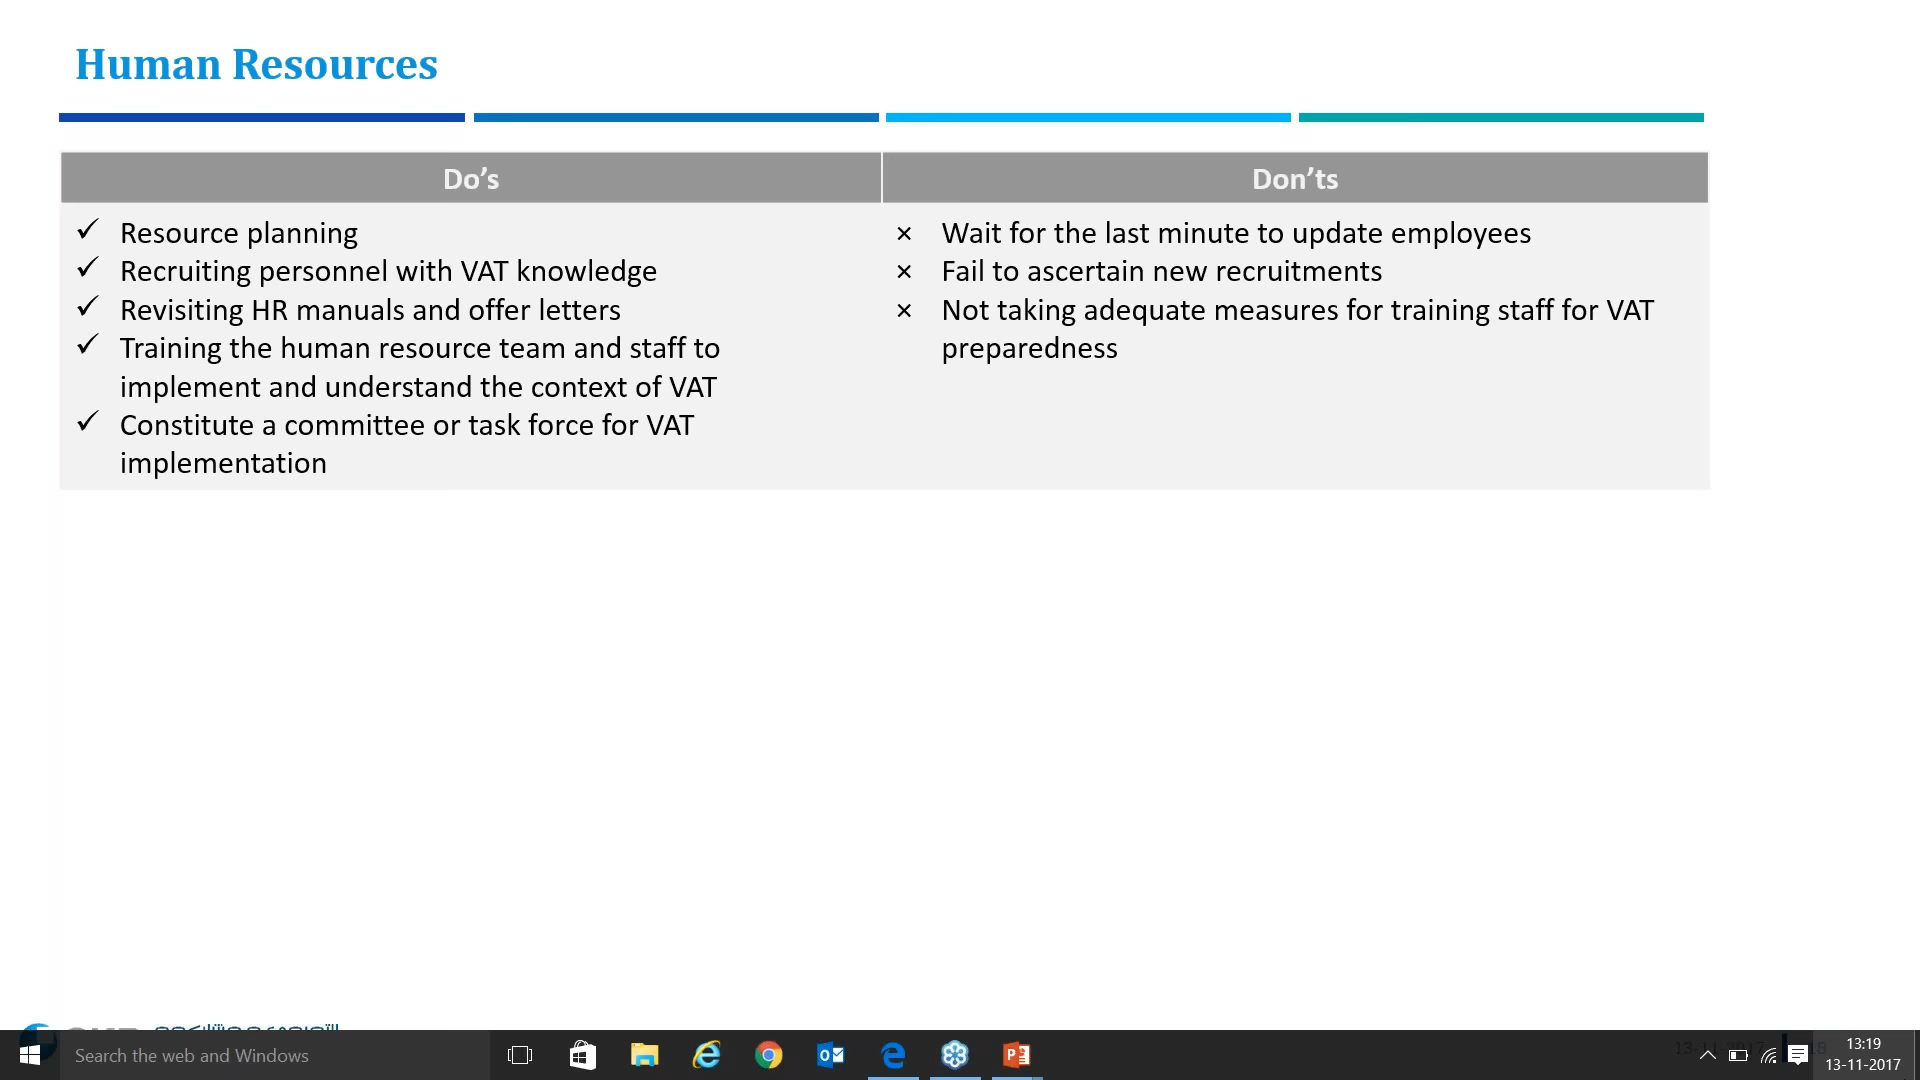 Human Resources
Do’s
Don’ts
✓ Resource planning
✓ Recruiting personnel with VAT knowledge
✓ Revisiting HR manuals and offer letters
✓ Training the human resource team and staff to
implement and understand the context of VAT
✓ Constitute a committee or task force for VAT
implementation
× Wait for the last minute to update employees
× Fail to ascertain new recruitments
× Not taking adequate measures for training staff for VAT
preparedness
Search the web and Windows
13:19
13-11-2017